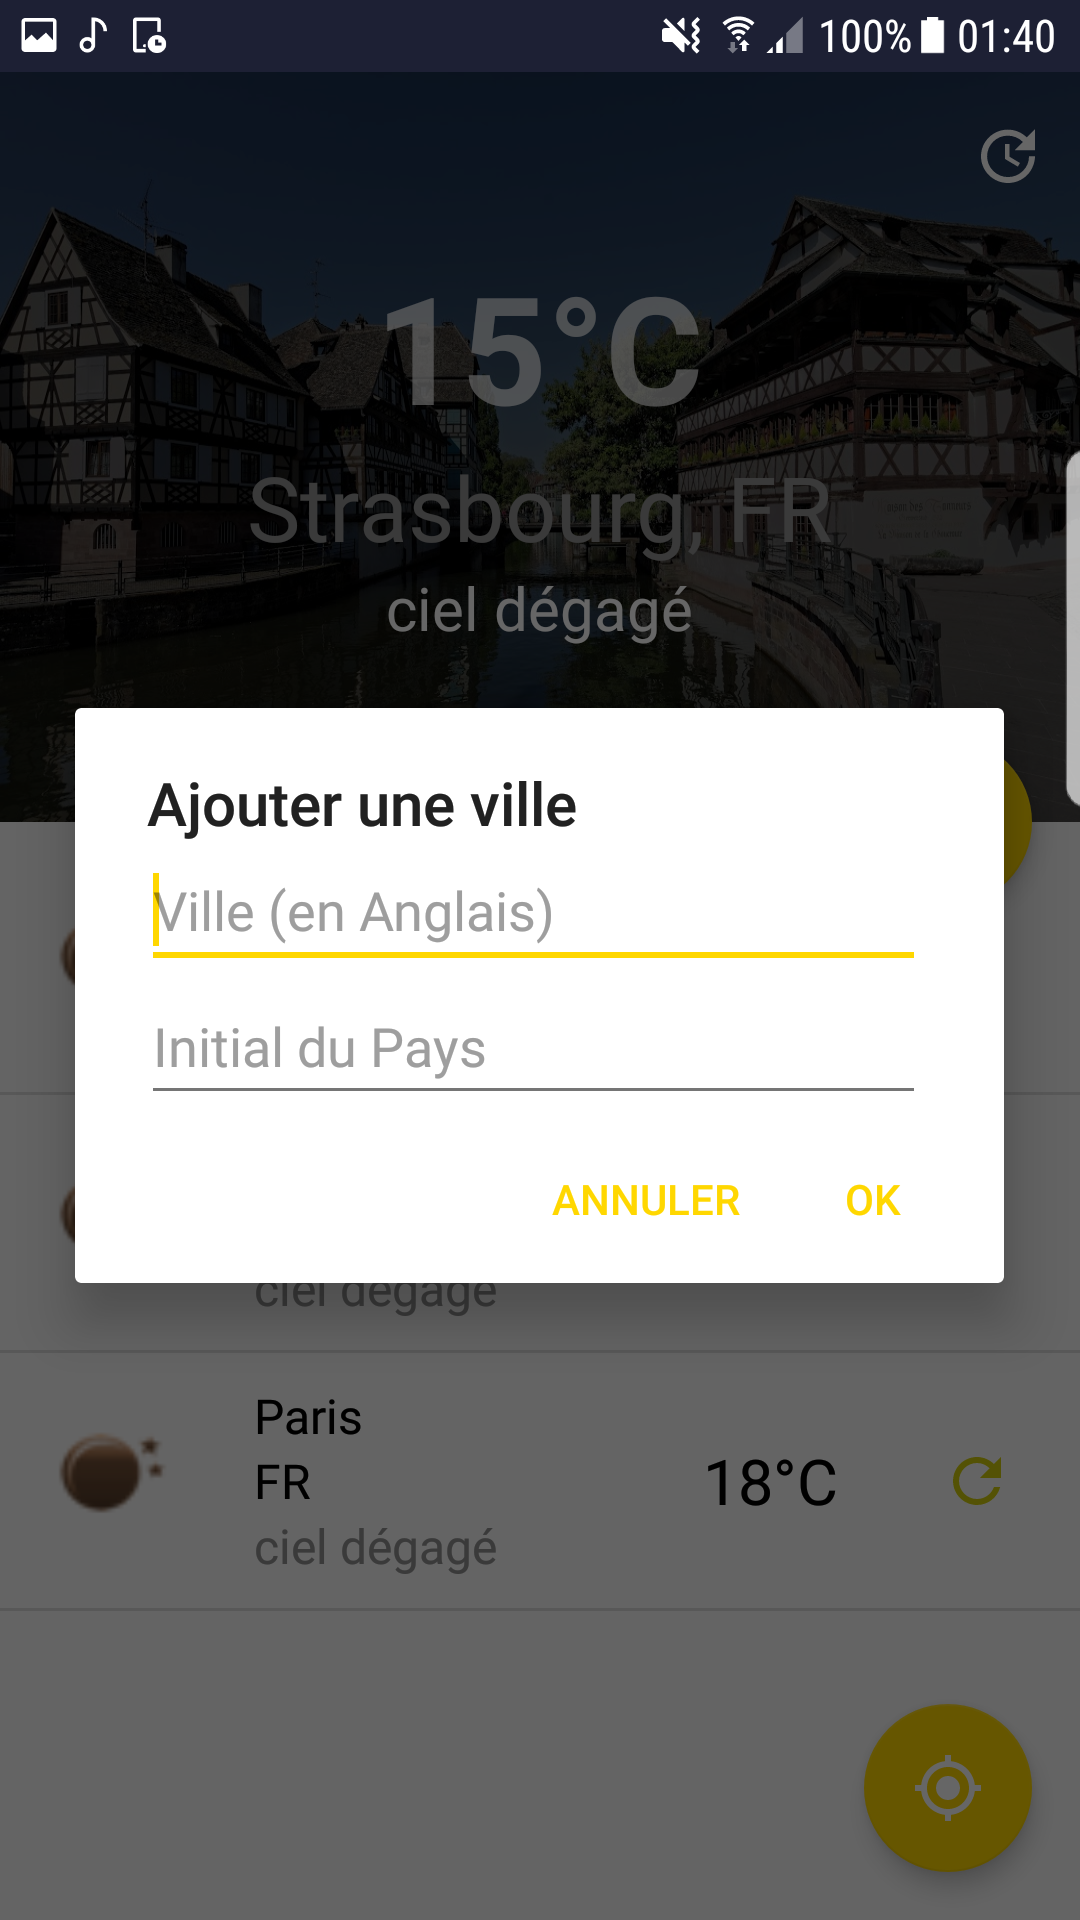 100% 01:40
15°C
Strasbourg, FR
ciel dégagé
Ajouter une ville
Ville (en Anglais)
Initial du Pays
ANNULER OK
ciel dégagé
Paris
FR
18°C
ciel dégagé